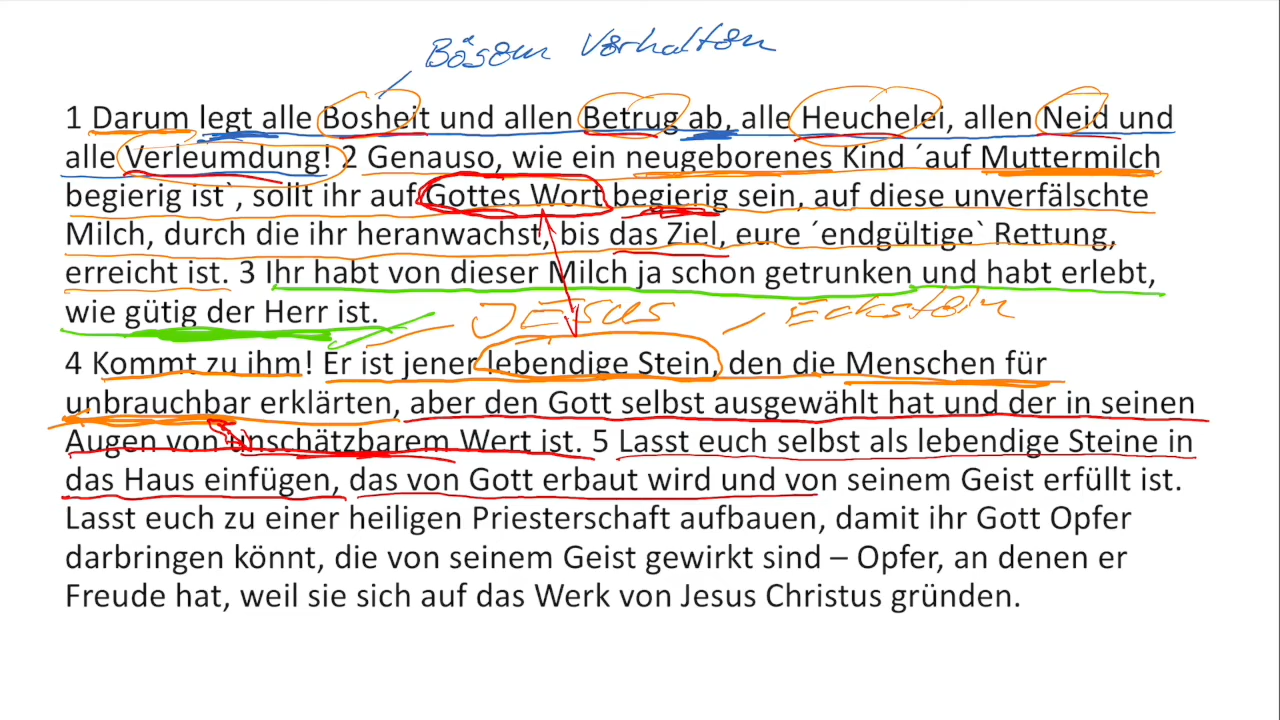 Bösem Verhalten
1 Darum legt alle Bosheit und allen Betrug ab, alle Heuchelei, allen Neid und
alle Verleumdung! 2 Genauso, wie ein neugeborenes Kind ´auf Muttermilch
begierig ist`, sollt ihr auf Gottes Wort begierig sein, auf diese unverfälschte
Milch, durch die ihr heranwachst, bis das Ziel, eure ´endgültige` Rettung,
erreicht ist. 3 Ihr habt von dieser Milch ja schon getrunken und habt erlebt,
wie gütig der Herr ist.
JESUS Eckstein
4 Kommt zu ihm! Er ist jener lebendige Stein, den die Menschen für
unbrauchbar erklärten, aber den Gott selbst ausgewählt hat und der in seinen
Augen von unschätzbarem Wert ist. 5 Lasst euch selbst als lebendige Steine in
das Haus einfügen, das von Gott erbaut wird und von seinem Geist erfüllt ist.
Lasst euch zu einer heiligen Priesterschaft aufbauen, damit ihr Gott Opfer
darbringen könnt, die von seinem Geist gewirkt sind – Opfer, an denen er
Freude hat, weil sie sich auf das Werk von Jesus Christus gründen.